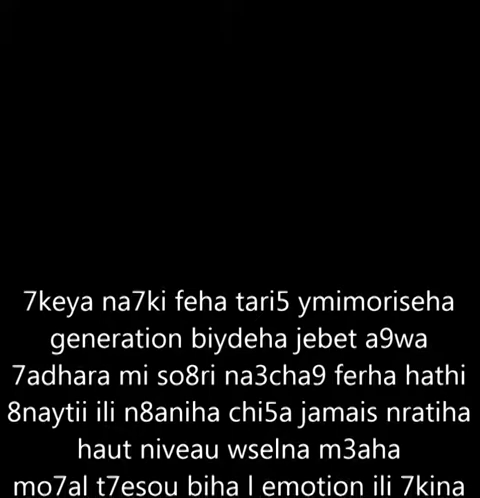 7keya na7ki feha tari5 ymimoriseha
generation biydeha jebet a9wa
7adhara mi so8ri na3cha9 ferha hathi
8naytii ili n8aniha chi5a jamais nratiha
haut niveau wselna m3aha
mo7al t7esou biha l emotion ili 7kina